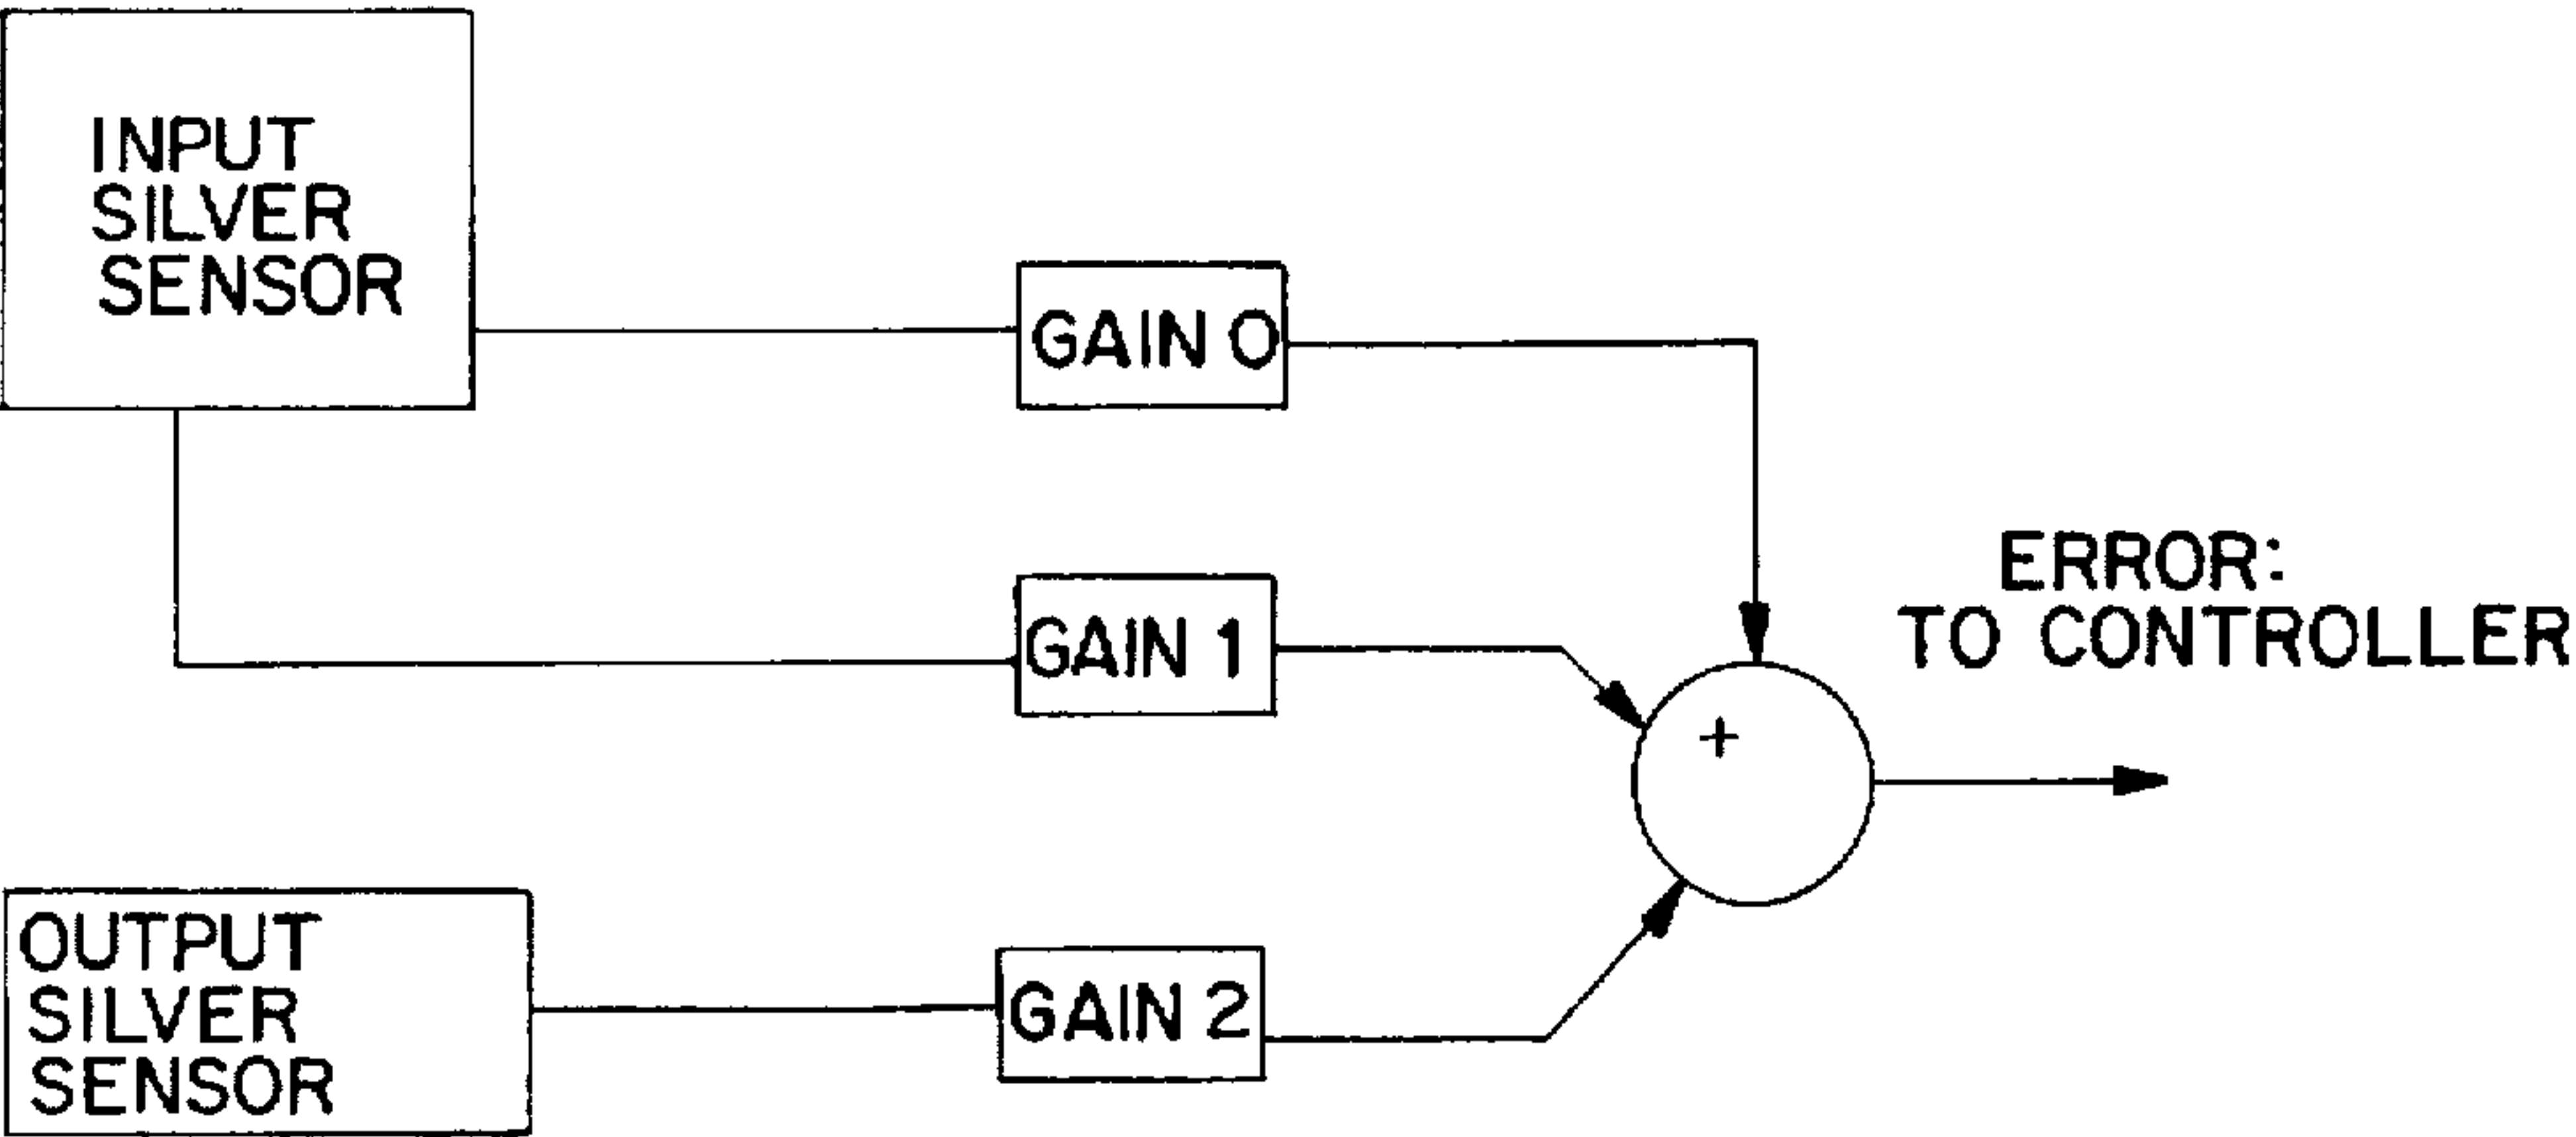 INPUT
SILVER
SENSOR
GAIN 0
GAIN 1
ERROR:
TO CONTROLLER
+
OUTPUT
SILVER
SENSOR
GAIN 2